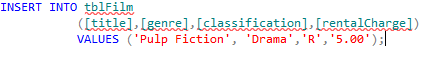 INSERT INTO tblFilm
([title],[genre],[classification],[rentalCharge])
VALUES ('Pulp Fiction', 'Drama','R','5.00');